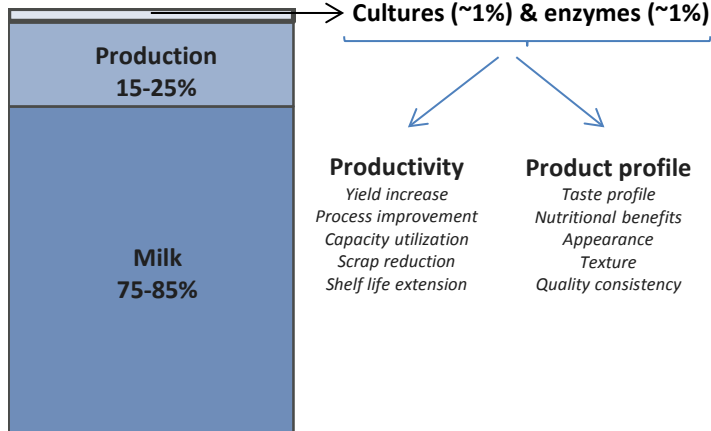 Cultures (~1%) & enzymes (~1%)
Production
15-25%
Milk
75-85%
Productivity
Yield increase
Process improvement
Capacity utilization
Scrap reduction
Shelf life extension
Product profile
Taste profile
Nutritional benefits
Appearance
Texture
Quality consistency